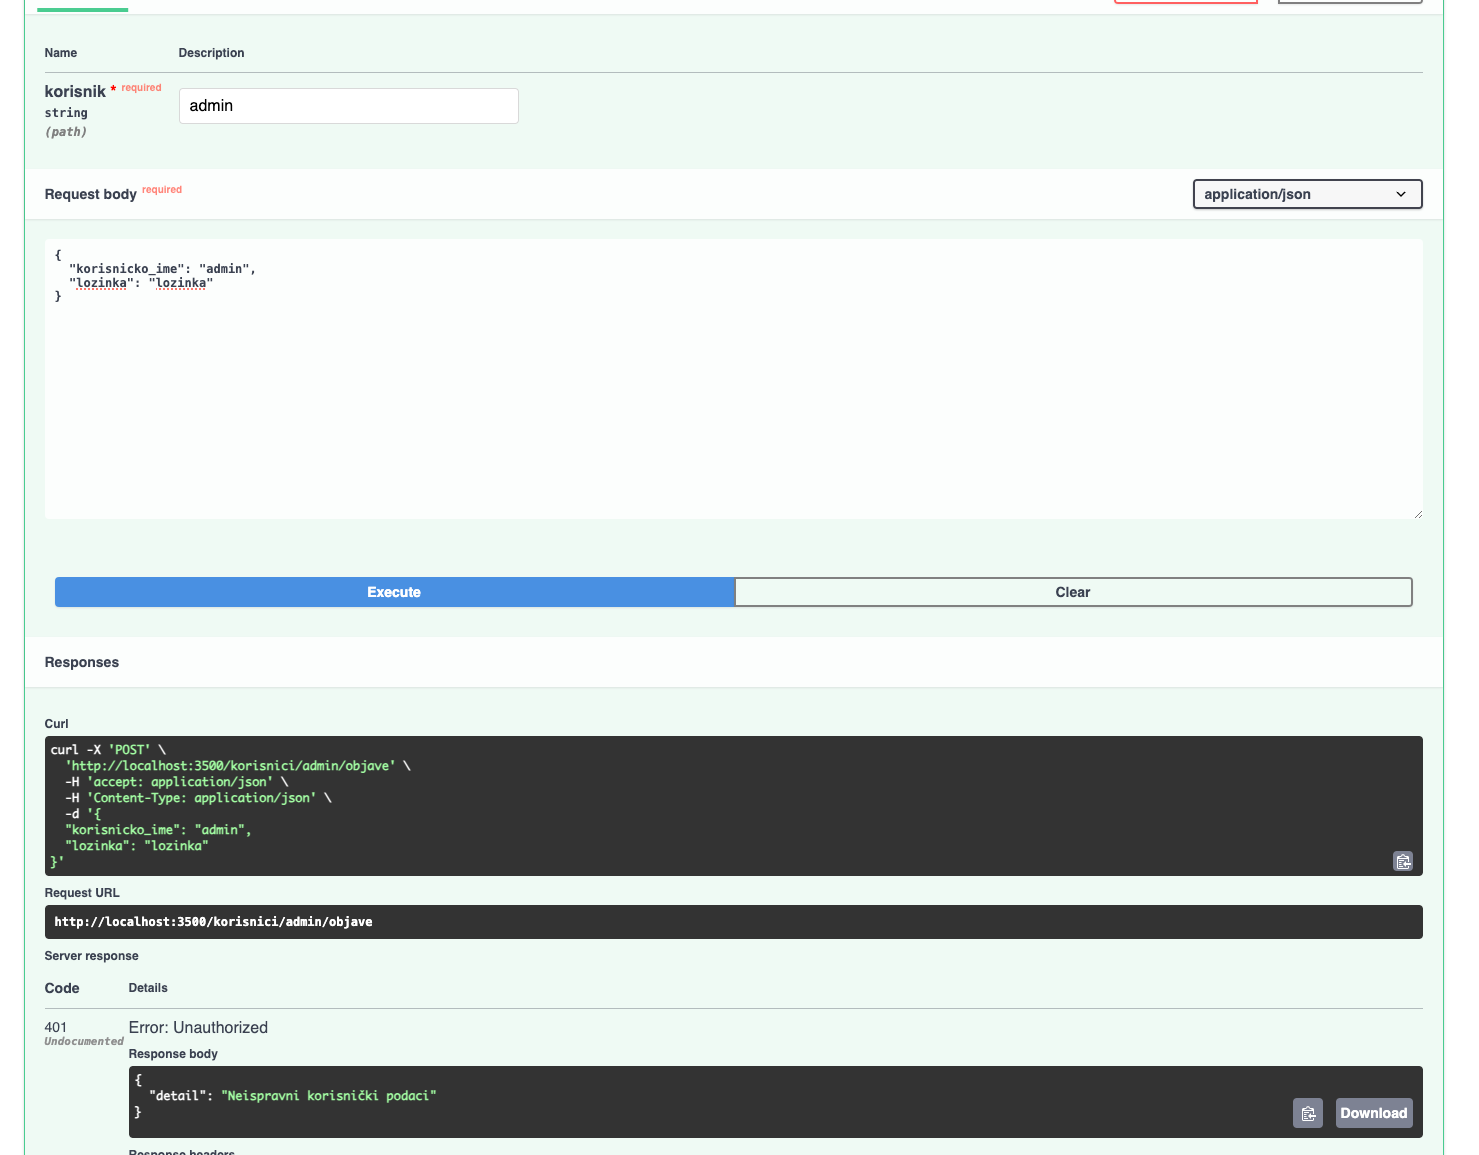 Name Description
korisnik * required
string
(path)
admin
Request body required
application/json
{
"korisnicko_ime": "admin",
"lozinka": "lozinka"
}
Execute Clear
Responses
Curl
curl -X 'POST' \
'http://localhost:3500/korisnici/admin/objave' \
-H 'accept: application/json' \
-H 'Content-Type: application/json' \
-d '{
"korisnicko_ime": "admin",
"lozinka": "lozinka"
}'
Request URL
http://localhost:3500/korisnici/admin/objave
Server response
Code Details
401 Error: Unauthorized
Undocumented
Response body
{
"detail": "Neispravni korisnički podaci"
}
Download
Response headers